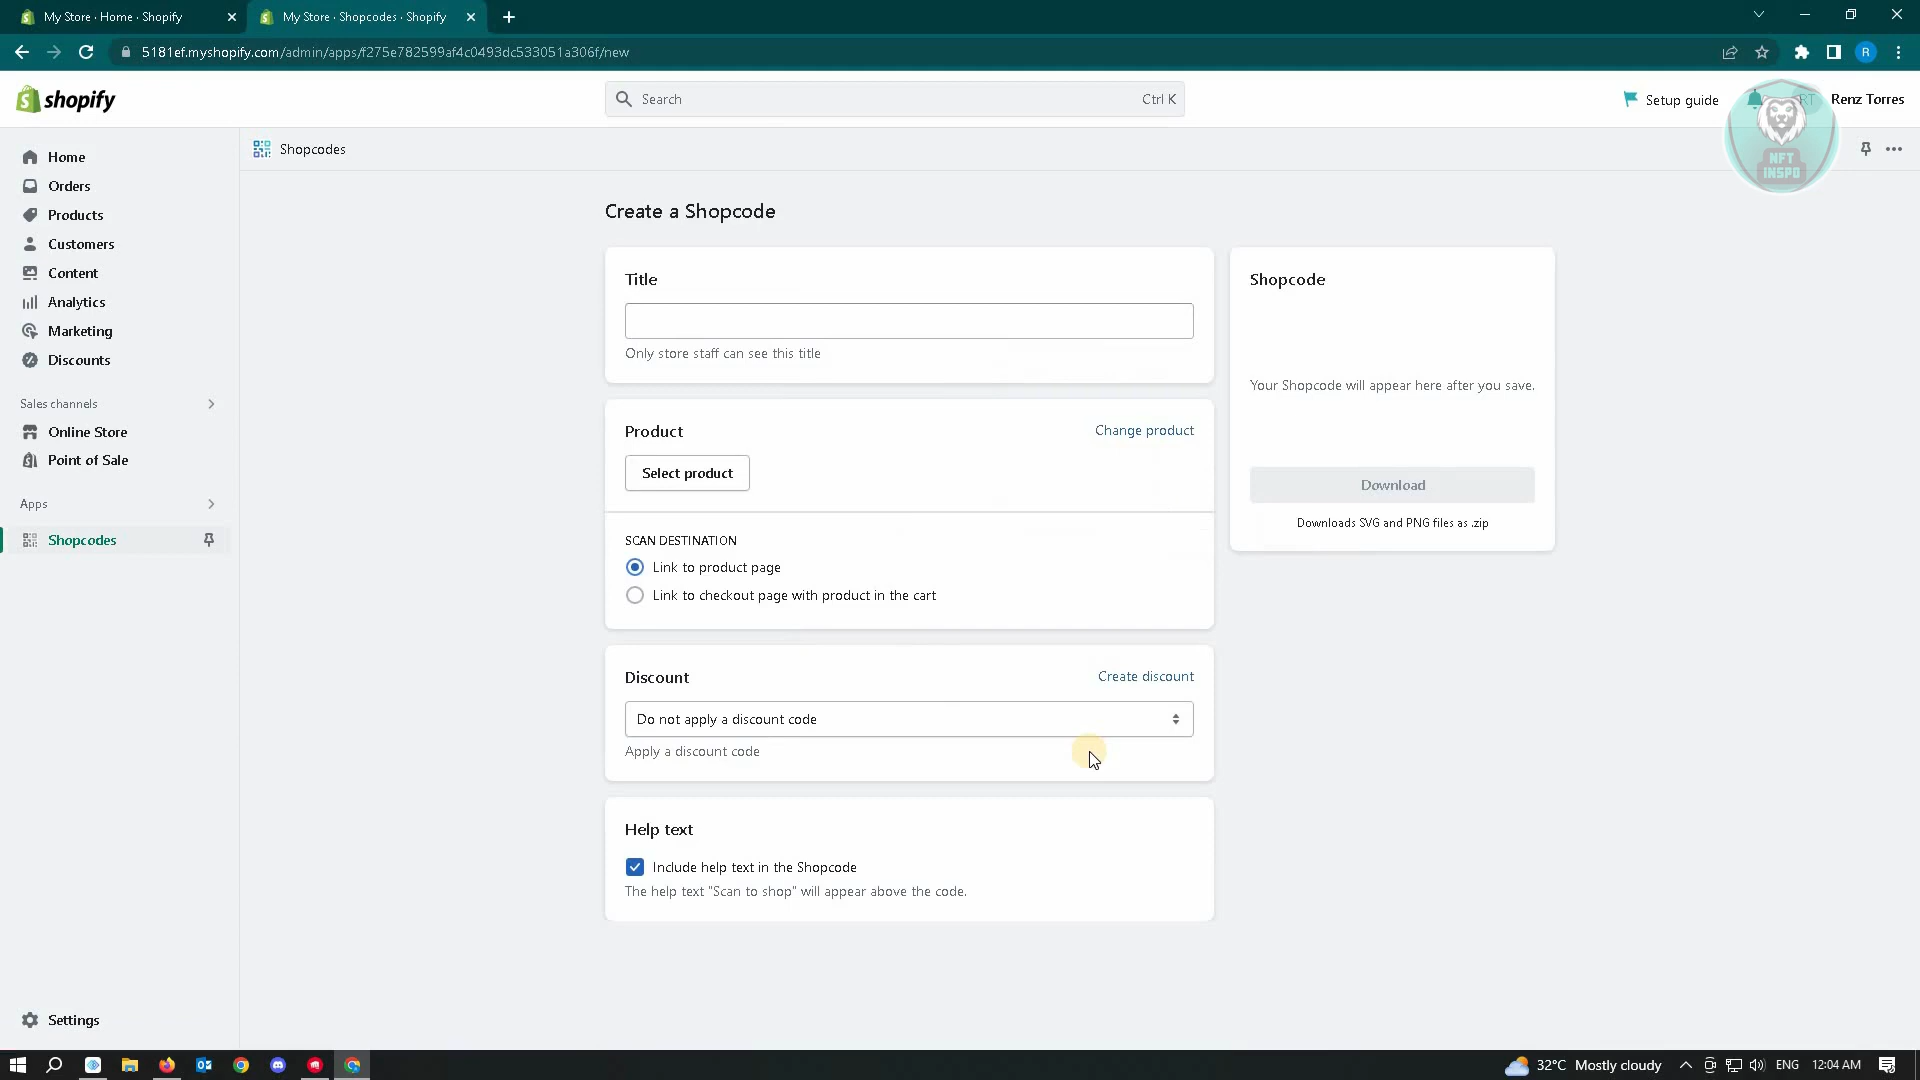 My Store · Home · Shopify
My Store · Shopcodes · Shopify
5181ef.myshopify.com/admin/apps/f275e782599af4c0493dc533051a306f/new
R
shopify
Search
Ctrl K
Setup guide
RT
Renz Torres
NFT
INSPO
Home
Orders
Products
Customers
Content
Analytics
Marketing
Discounts
Sales channels
Online Store
Point of Sale
Apps
Shopcodes
Settings
Shopcodes
Create a Shopcode
Title
Only store staff can see this title
Product
Change product
Select product
SCAN DESTINATION
Link to product page
Link to checkout page with product in the cart
Discount
Create discount
Do not apply a discount code
Apply a discount code
Help text
Include help text in the Shopcode
The help text "Scan to shop" will appear above the code.
Shopcode
Your Shopcode will appear here after you save.
Download
Downloads SVG and PNG files as .zip
32°C Mostly cloudy
ENG
12:04 AM